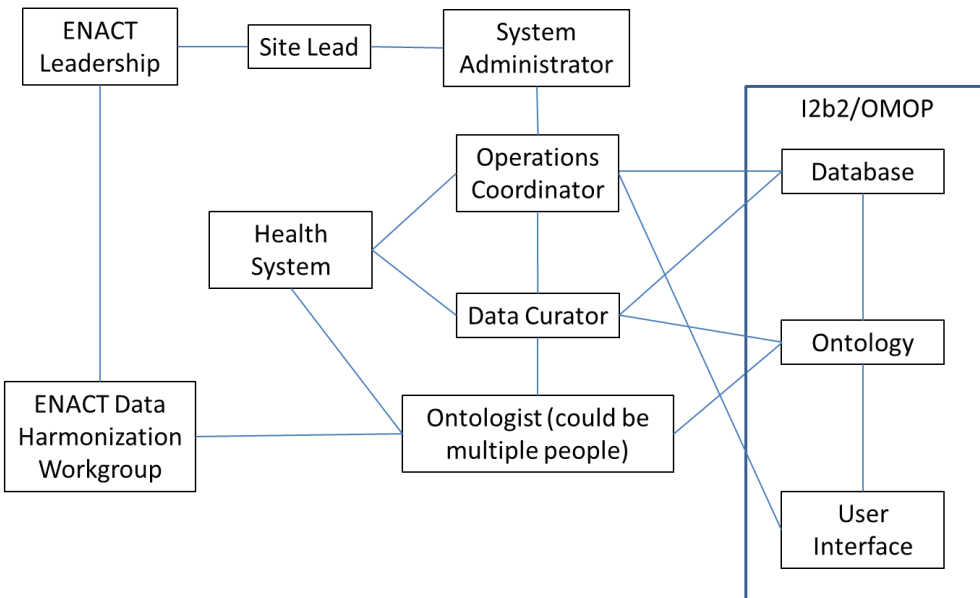 ENACT
Leadership
Site Lead
System
Administrator
I2b2/OMOP
Operations
Coordinator
Database
Health
System
Data Curator
Ontology
ENACT Data
Harmonization
Workgroup
Ontologist (could be
multiple people)
User
Interface